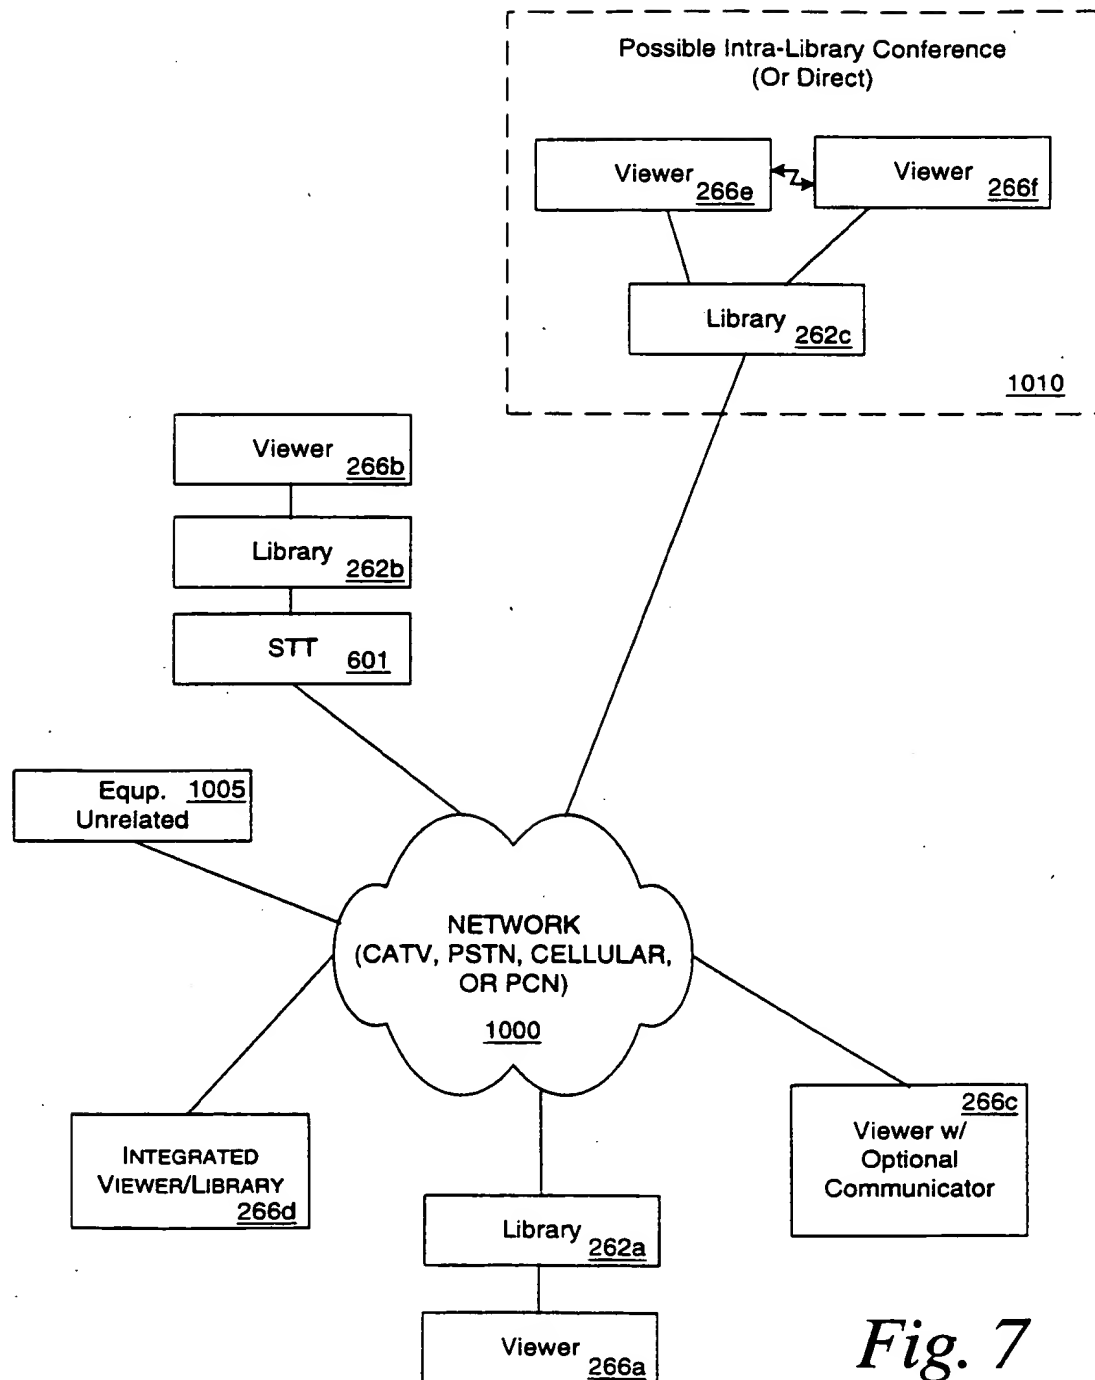 Possible Intra-Library Conference
(Or Direct)
Viewer
266e
Viewer
266f
Library
262c
1010
Viewer
266b
Library
262b
STT
601
Equp. 1005
Unrelated
NETWORK
(CATV, PSTN, CELLULAR,
OR PCN)
1000
INTEGRATED
VIEWER/LIBRARY
266d
266c
Viewer w/
Optional
Communicator
Library
262a
Viewer
266a
Fig. 7